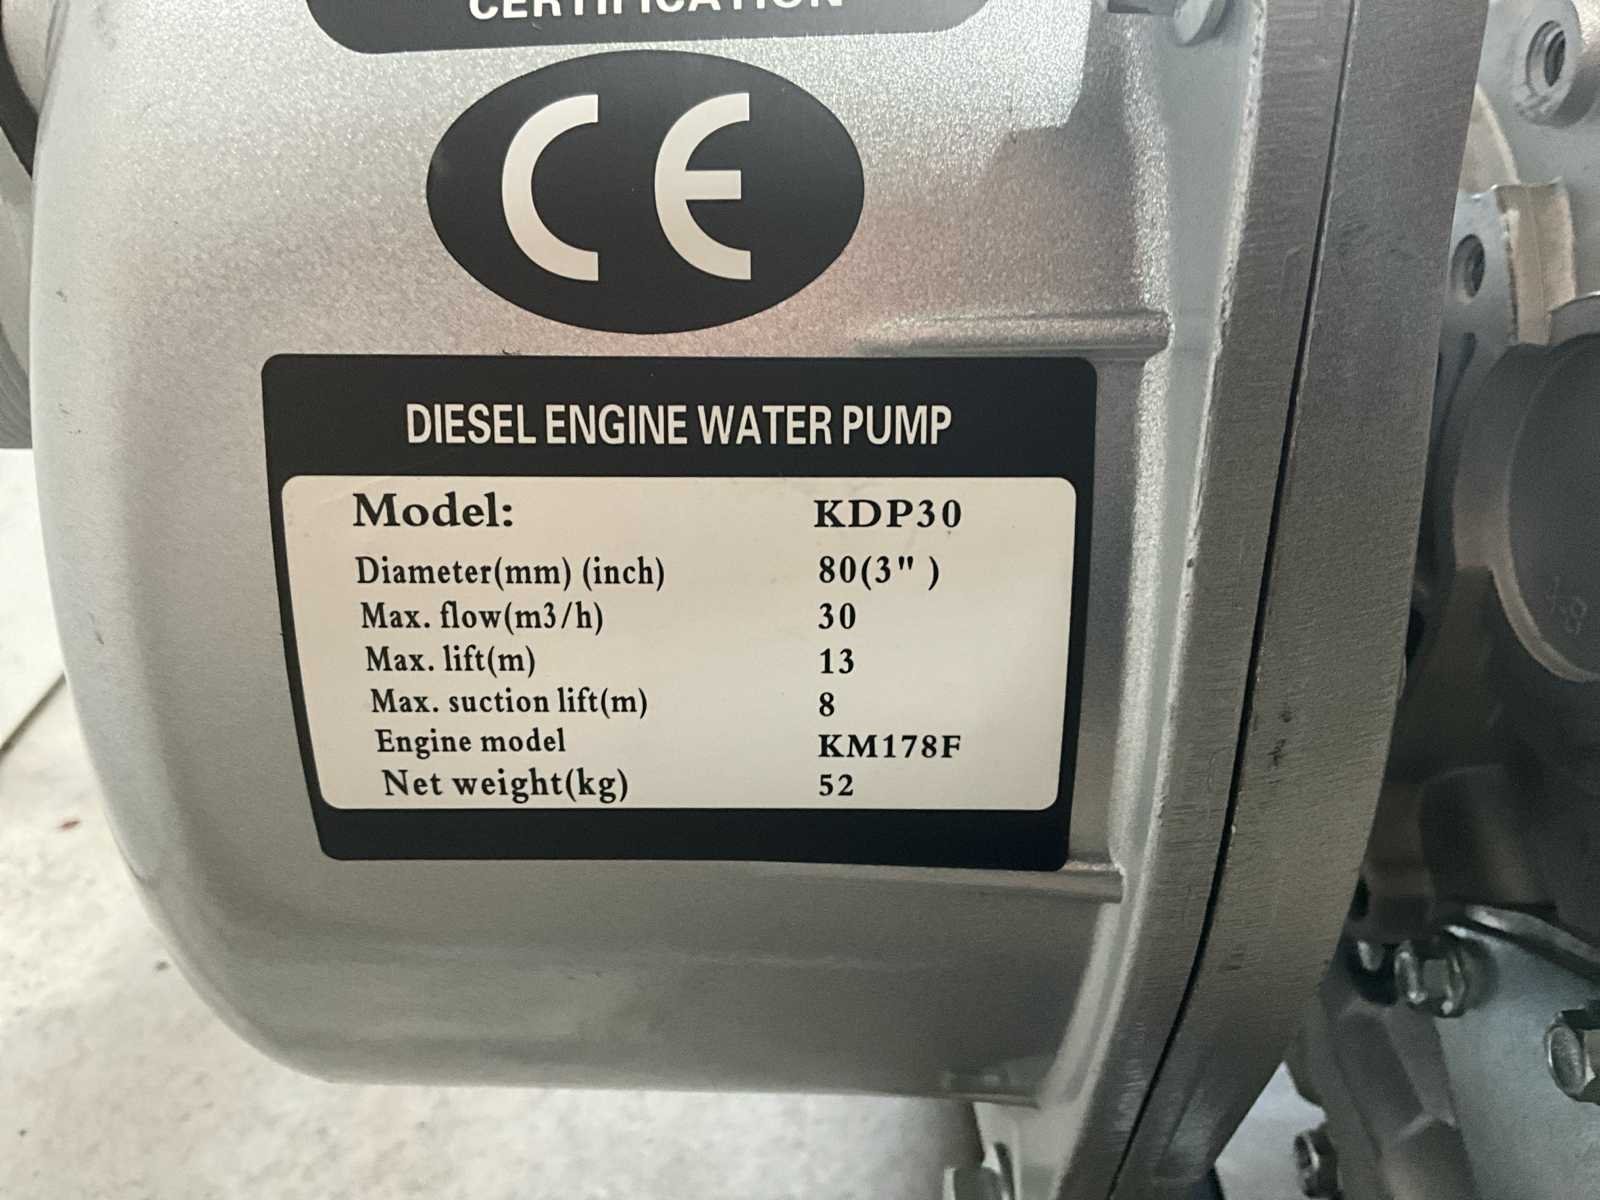 CERTIFICATION
CE
DIESEL ENGINE WATER PUMP
Model: KDP30
Diameter(mm) (inch) 80(3" )
Max. flow(m3/h) 30
Max. lift(m) 13
Max. suction lift(m) 8
Engine model KM178F
Net weight(kg) 52